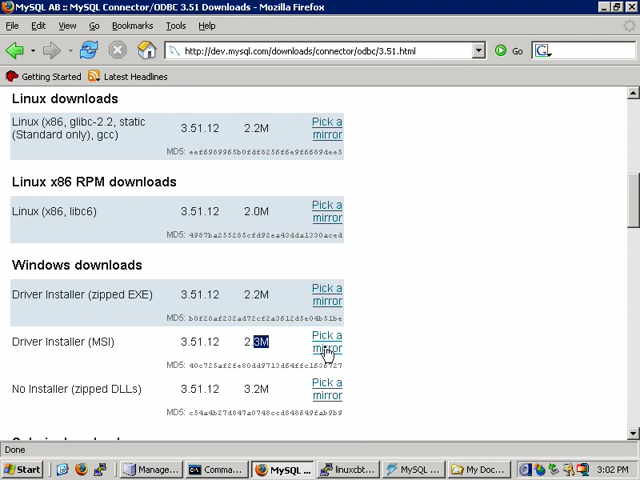 MySQL AB :: MySQL Connector/ODBC 3.51 Downloads - Mozilla Firefox
File Edit View Go Bookmarks Tools Help
http://dev.mysql.com/downloads/connector/odbc/3.51.html Go G
Getting Started Latest Headlines
Linux downloads
Linux (x86, glibc-2.2, static 3.51.12 2.2M Pick a
(Standard only), gcc) mirror
MD5:
Linux x86 RPM downloads
Linux (x86, libc6) 3.51.12 2.0M Pick a
mirror
MD5:
Windows downloads
Driver Installer (zipped EXE) 3.51.12 2.2M Pick a
mirror
MD5:
Driver Installer (MSI) 3.51.12 2.3M Pick a
mirror
MD5:
No Installer (zipped DLLs) 3.51.12 3.2M Pick a
mirror
MD5:
Done
Start Manage... Comma... MySQL ... linuxcbt... MySQL ... My Doc... 3:02 PM